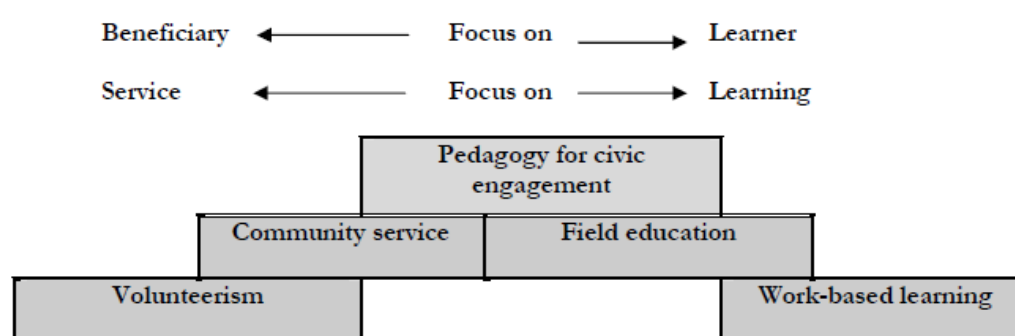 Beneficiary Focus on Learner
Service Focus on Learning
Pedagogy for civic
engagement
Community service Field education
Volunteerism Work-based learning